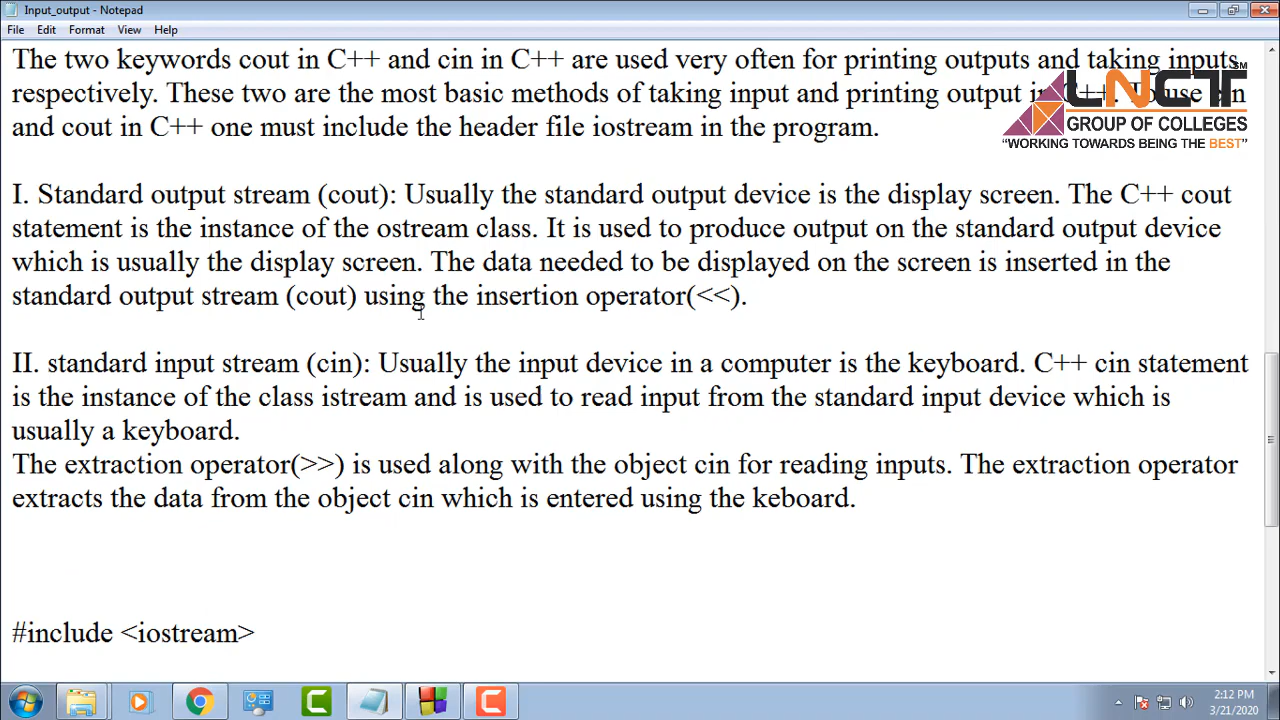 Input_output - Notepad
File Edit Format View Help
The two keywords cout in C++ and cin in C++ are used very often for printing outputs and taking inputs
respectively. These two are the most basic methods of taking input and printing output in C++. To use cin
and cout in C++ one must include the header file iostream in the program.
LNCT SM
GROUP OF COLLEGES
"WORKING TOWARDS BEING THE BEST"
I. Standard output stream (cout): Usually the standard output device is the display screen. The C++ cout
statement is the instance of the ostream class. It is used to produce output on the standard output device
which is usually the display screen. The data needed to be displayed on the screen is inserted in the
standard output stream (cout) using the insertion operator(<<).
II. standard input stream (cin): Usually the input device in a computer is the keyboard. C++ cin statement
is the instance of the class istream and is used to read input from the standard input device which is
usually a keyboard.
The extraction operator(>>) is used along with the object cin for reading inputs. The extraction operator
extracts the data from the object cin which is entered using the keboard.
#include <iostream>
2:12 PM
3/21/2020